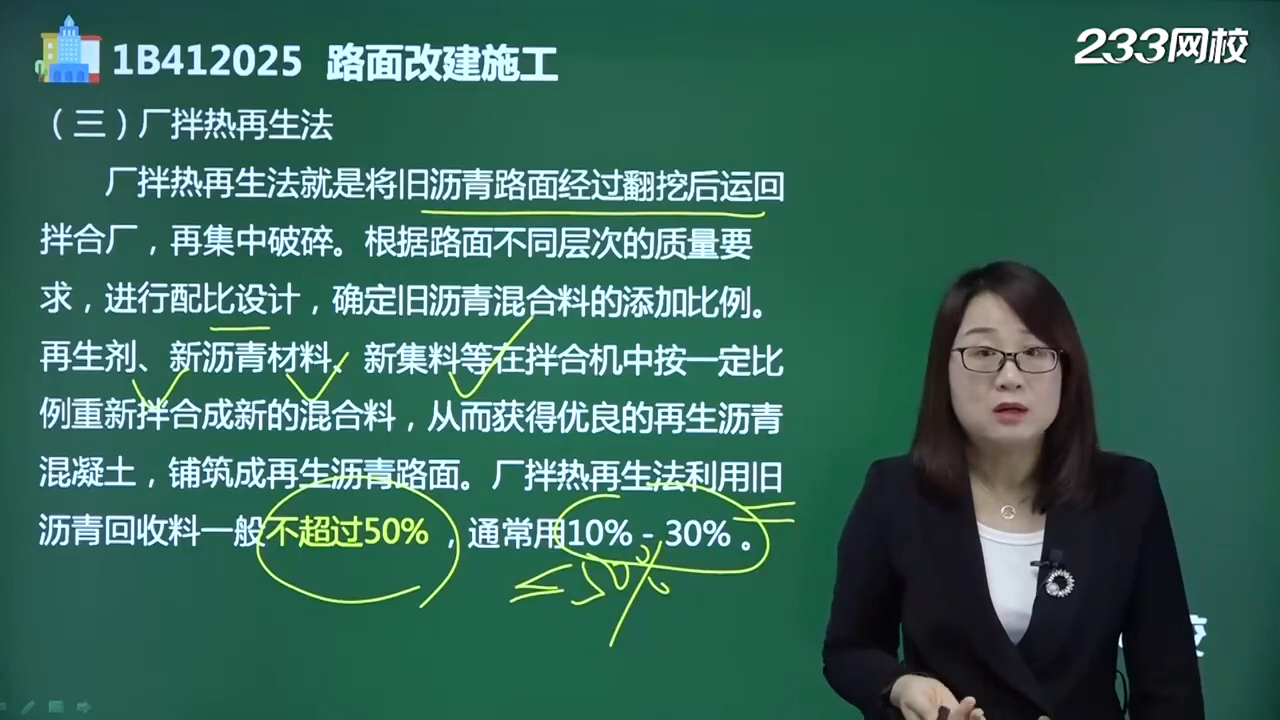 1B412025 路面改建施工
233网校
（三）厂拌热再生法
厂拌热再生法就是将旧沥青路面经过翻挖后运回
拌合厂，再集中破碎。根据路面不同层次的质量要
求，进行配比设计，确定旧沥青混合料的添加比例。
再生剂、新沥青材料、新集料等在拌合机中按一定比
例重新拌合成新的混合料，从而获得优良的再生沥青
混凝土，铺筑成再生沥青路面。厂拌热再生法利用旧
沥青回收料一般不超过50%，通常用10%-30%。
≤50%
校